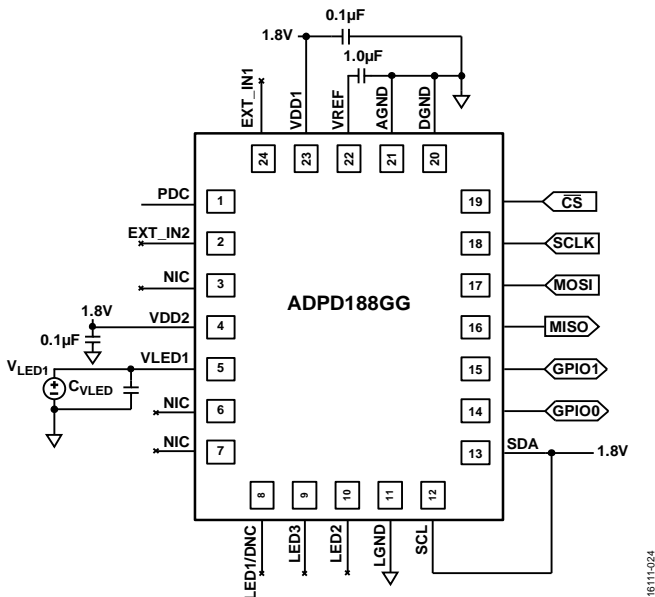 0.1µF
1.8V
1.0µF
EXT_IN1
VDD1
VREF
AGND
DGND
24
23
22
21
20
PDC
1
19
CS
EXT_IN2
2
18
SCLK
NIC
3
17
MOSI
ADPD188GG
1.8V
VDD2
4
16
MISO
0.1µF
VLED1
5
15
GPIO1
VLED1
CVLED
NIC
6
14
GPIO0
NIC
7
13
SDA
1.8V
8
9
10
11
12
LED1/DNC
LED3
LED2
LGND
SCL
16111-024